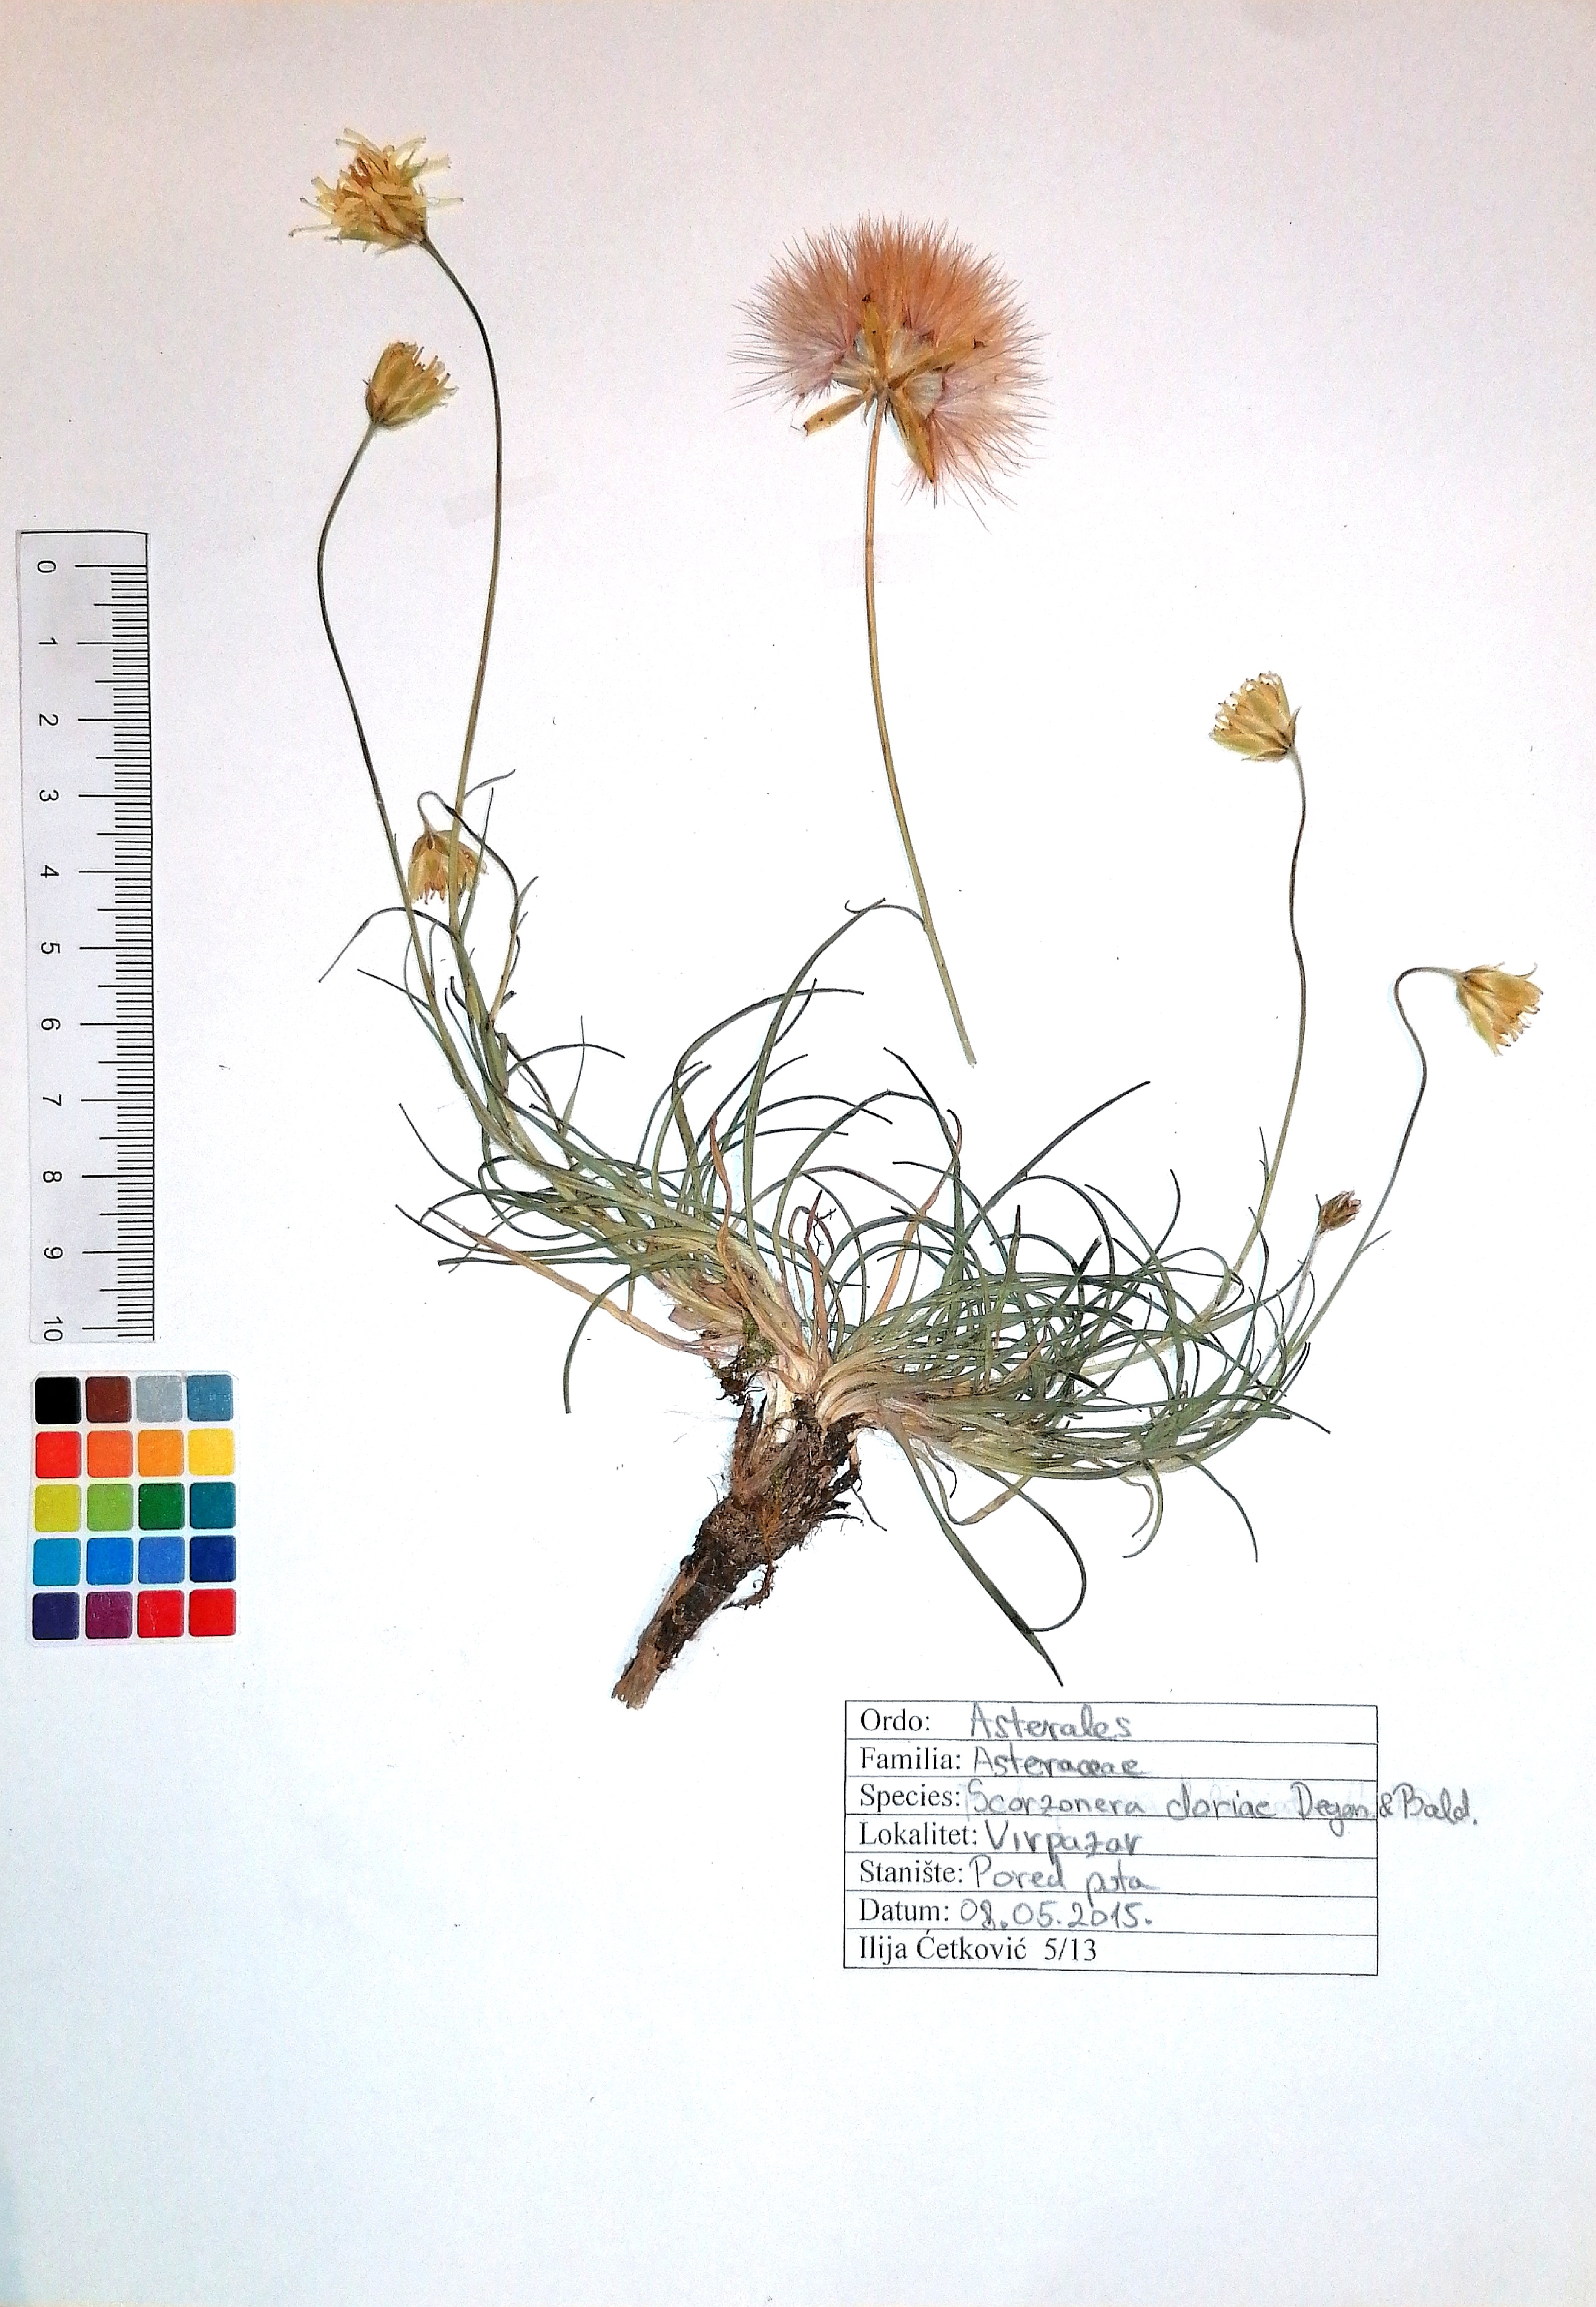 0
1
2
3
4
5
6
7
8
9
10
Ordo: Asterales
Familia: Asteraceae
Species: Scorzonera doriae Degen & Bald.
Lokalitet: Virpazar
Stanište: Pored puta
Datum: 08.05.2015.
Ilija Ćetković 5/13